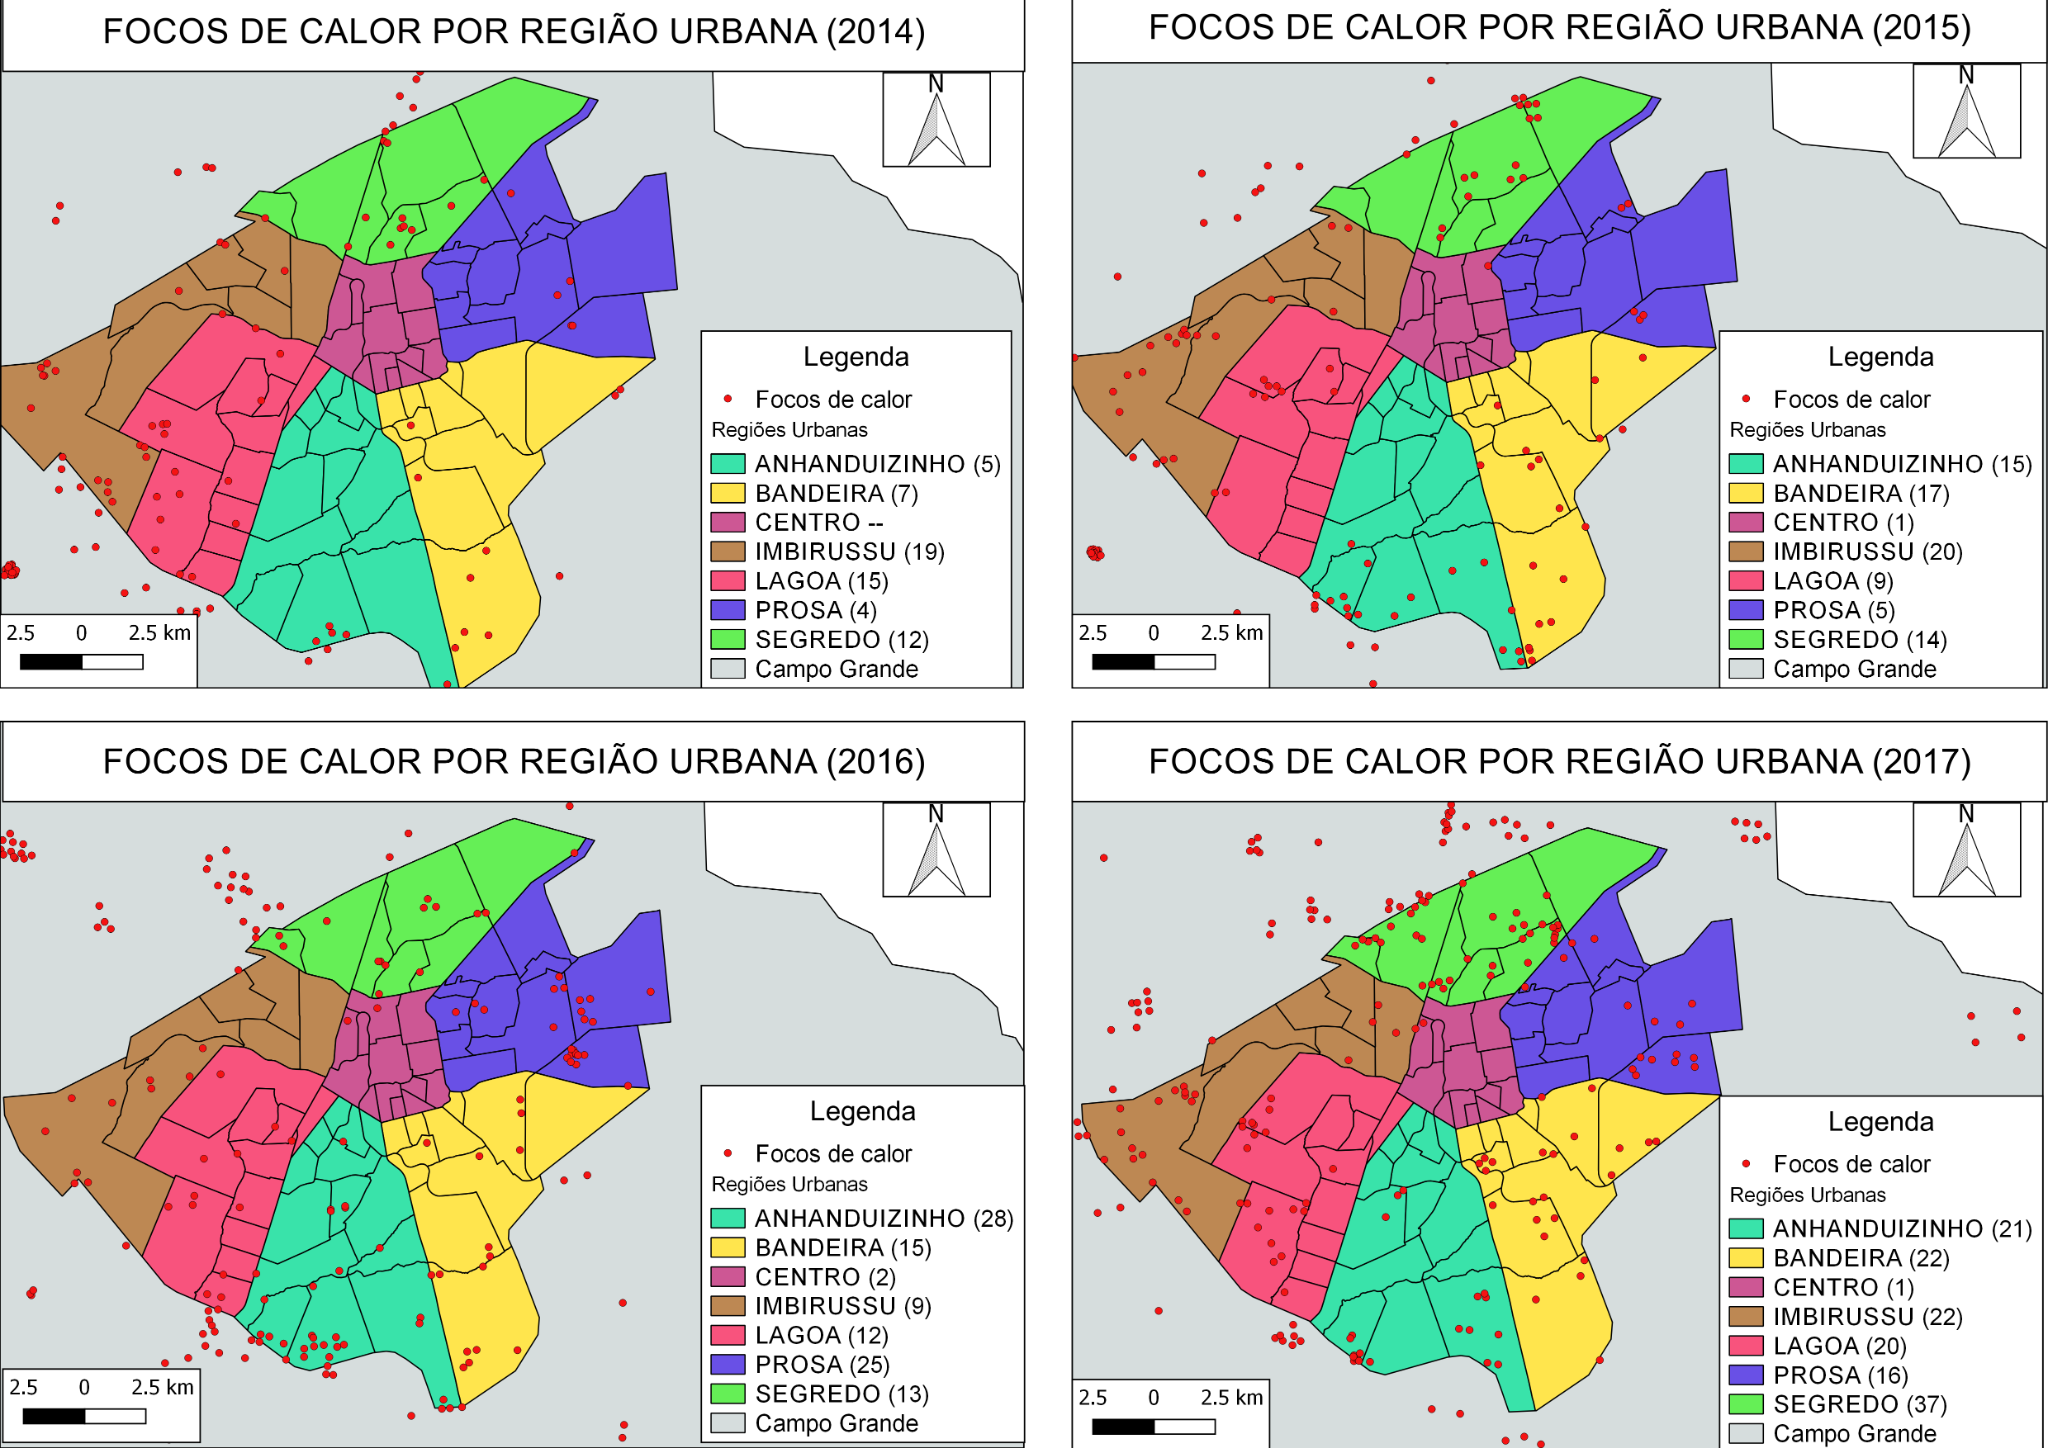 FOCOS DE CALOR POR REGIÃO URBANA (2014)
N
Legenda
Focos de calor
Regiões Urbanas
ANHANDUIZINHO (5)
BANDEIRA (7)
CENTRO --
IMBIRUSSU (19)
LAGOA (15)
PROSA (4)
SEGREDO (12)
Campo Grande
2.5 0 2.5 km
FOCOS DE CALOR POR REGIÃO URBANA (2015)
N
Legenda
Focos de calor
Regiões Urbanas
ANHANDUIZINHO (15)
BANDEIRA (17)
CENTRO (1)
IMBIRUSSU (20)
LAGOA (9)
PROSA (5)
SEGREDO (14)
Campo Grande
2.5 0 2.5 km
FOCOS DE CALOR POR REGIÃO URBANA (2016)
N
Legenda
Focos de calor
Regiões Urbanas
ANHANDUIZINHO (28)
BANDEIRA (15)
CENTRO (2)
IMBIRUSSU (9)
LAGOA (12)
PROSA (25)
SEGREDO (13)
Campo Grande
2.5 0 2.5 km
FOCOS DE CALOR POR REGIÃO URBANA (2017)
N
Legenda
Focos de calor
Regiões Urbanas
ANHANDUIZINHO (21)
BANDEIRA (22)
CENTRO (1)
IMBIRUSSU (22)
LAGOA (20)
PROSA (16)
SEGREDO (37)
Campo Grande
2.5 0 2.5 km